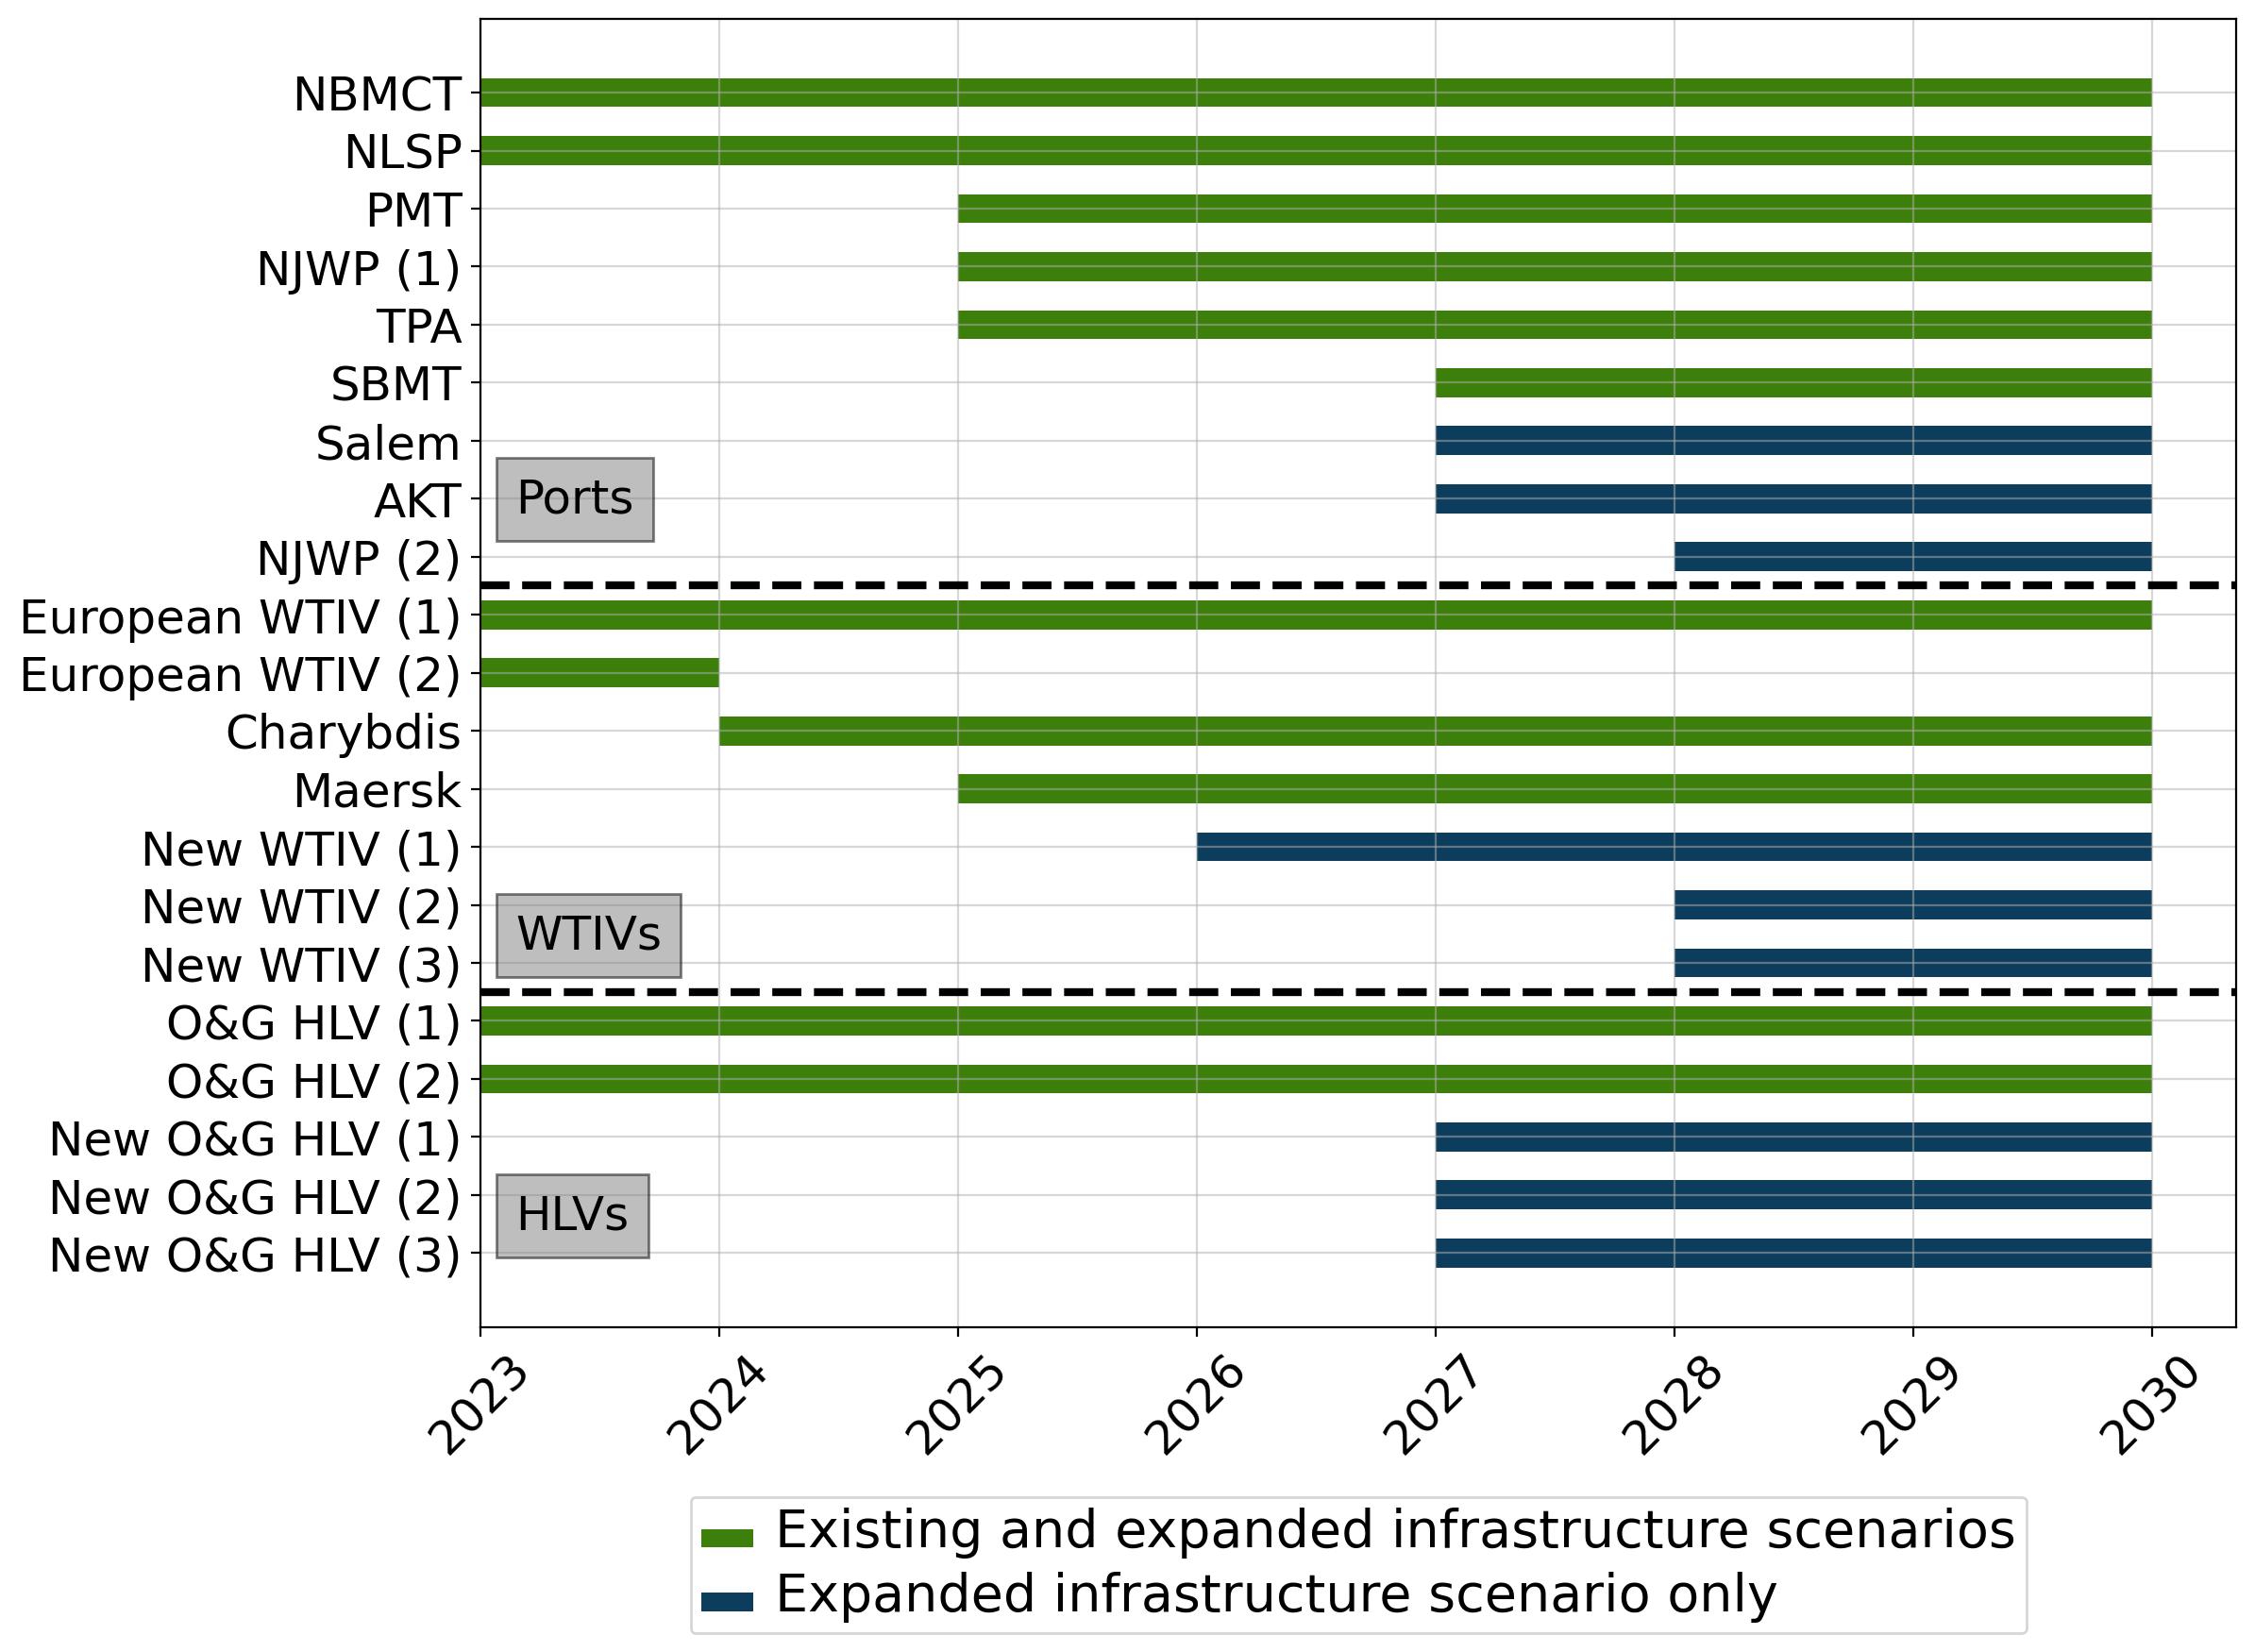 NBMCT
NLSP
PMT
NJWP (1)
TPA
SBMT
Salem
AKT
Ports
NJWP (2)
European WTIV (1)
European WTIV (2)
Charybdis
Maersk
New WTIV (1)
New WTIV (2)
WTIVs
New WTIV (3)
O&G HLV (1)
O&G HLV (2)
New O&G HLV (1)
New O&G HLV (2)
HLVs
New O&G HLV (3)
2023 2024 2025 2026 2027 2028 2029 2030
Existing and expanded infrastructure scenarios
Expanded infrastructure scenario only